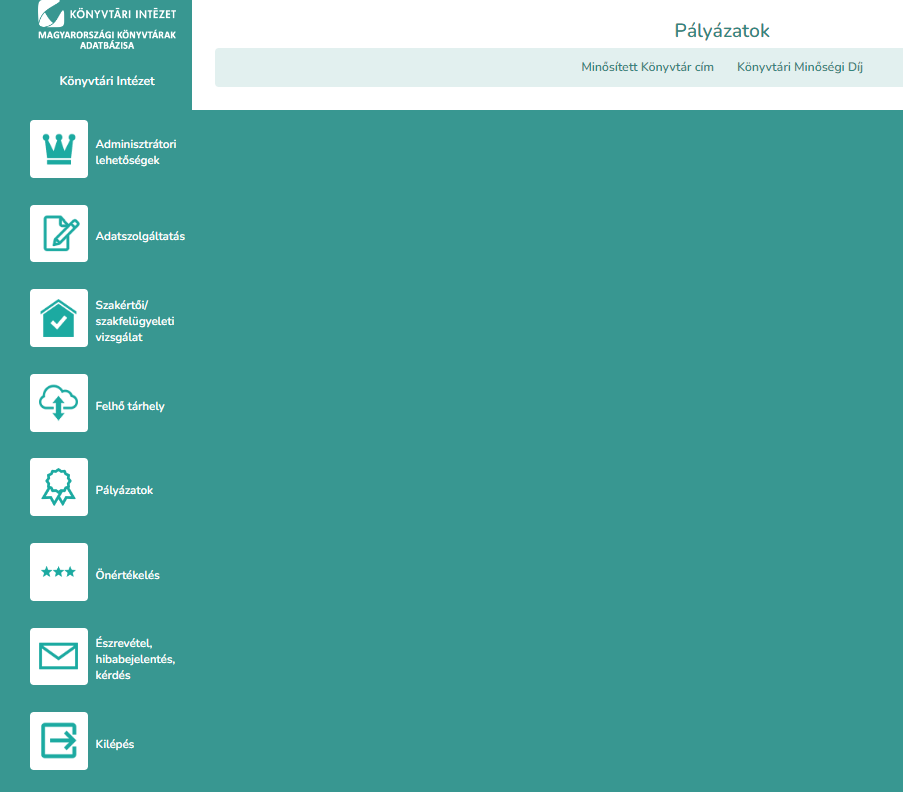 KÖNYVTÁRI INTÉZET
MAGYARORSZÁGI KÖNYVTÁRAK
ADATBÁZISA
Könyvtári Intézet
Pályázatok
Minősített Könyvtár cím Könyvtári Minőségi Díj
Adminisztrátori
lehetőségek
Adatszolgáltatás
Szakértői/
szakfelügyeleti
vizsgálat
Felhő tárhely
Pályázatok
Önértékelés
Észrevétel,
hibabejelentés,
kérdés
Kilépés